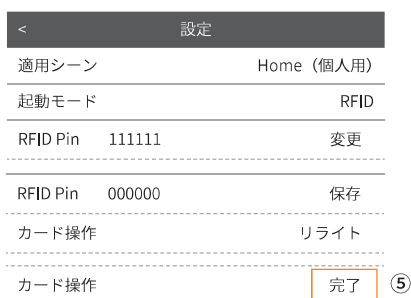 < 設定
適用シーン Home（個人用）
起動モード RFID
RFID Pin 111111 変更
RFID Pin 000000 保存
カード操作 リライト
カード操作 完了 ⑤